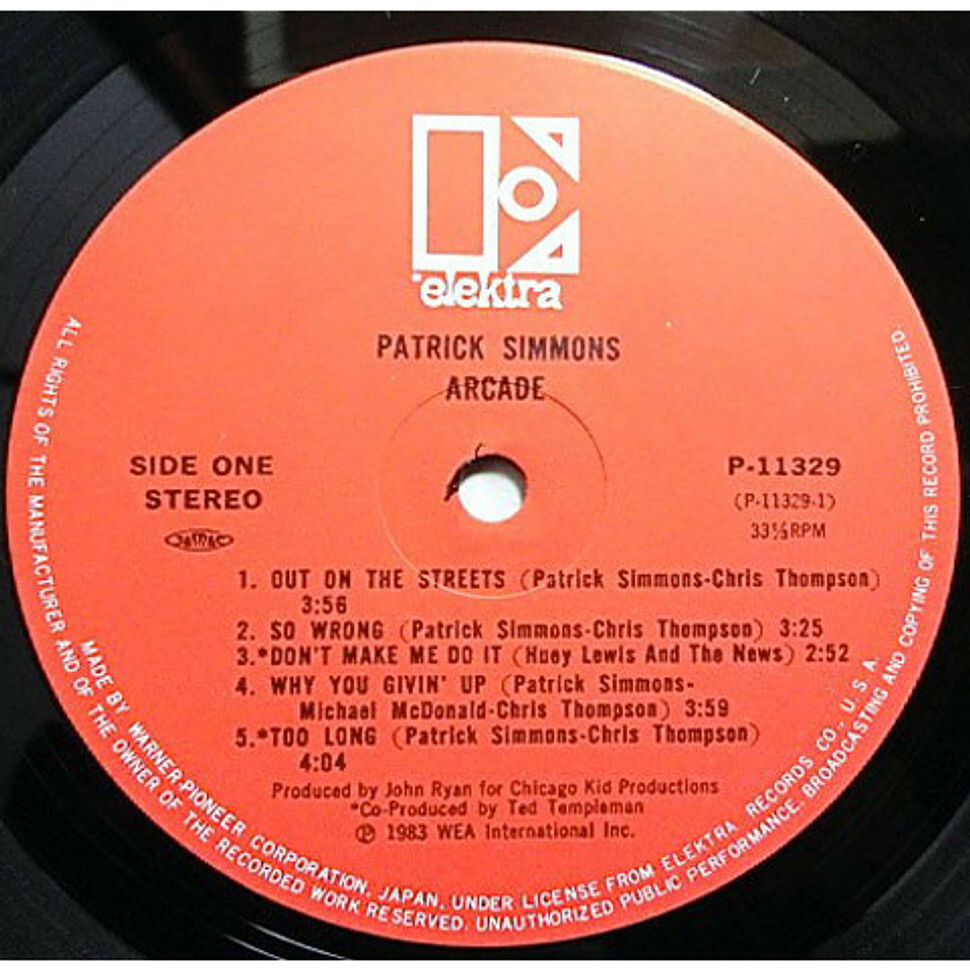 elektra
PATRICK SIMMONS
ARCADE
SIDE ONE
STEREO
JASRAC
P-11329
(P-11329-1)
33⅓RPM
1. OUT ON THE STREETS (Patrick Simmons-Chris Thompson)
3:56
2. SO WRONG (Patrick Simmons-Chris Thompson) 3:25
3.*DON'T MAKE ME DO IT (Huey Lewis And The News) 2:52
4. WHY YOU GIVIN' UP (Patrick Simmons-
Michael McDonald-Chris Thompson) 3:59
5.*TOO LONG (Patrick Simmons-Chris Thompson)
4:04
Produced by John Ryan for Chicago Kid Productions
*Co-Produced by Ted Templeman
℗ 1983 WEA International Inc.
MADE BY WARNER-PIONEER CORPORATION, JAPAN, UNDER LICENSE FROM ELEKTRA RECORDS CO., U. S. A.
ALL RIGHTS OF THE MANUFACTURER AND OF THE OWNER OF THE RECORDED WORK RESERVED. UNAUTHORIZED PUBLIC PERFORMANCE, BROADCASTING AND COPYING OF THIS RECORD PROHIBITED.